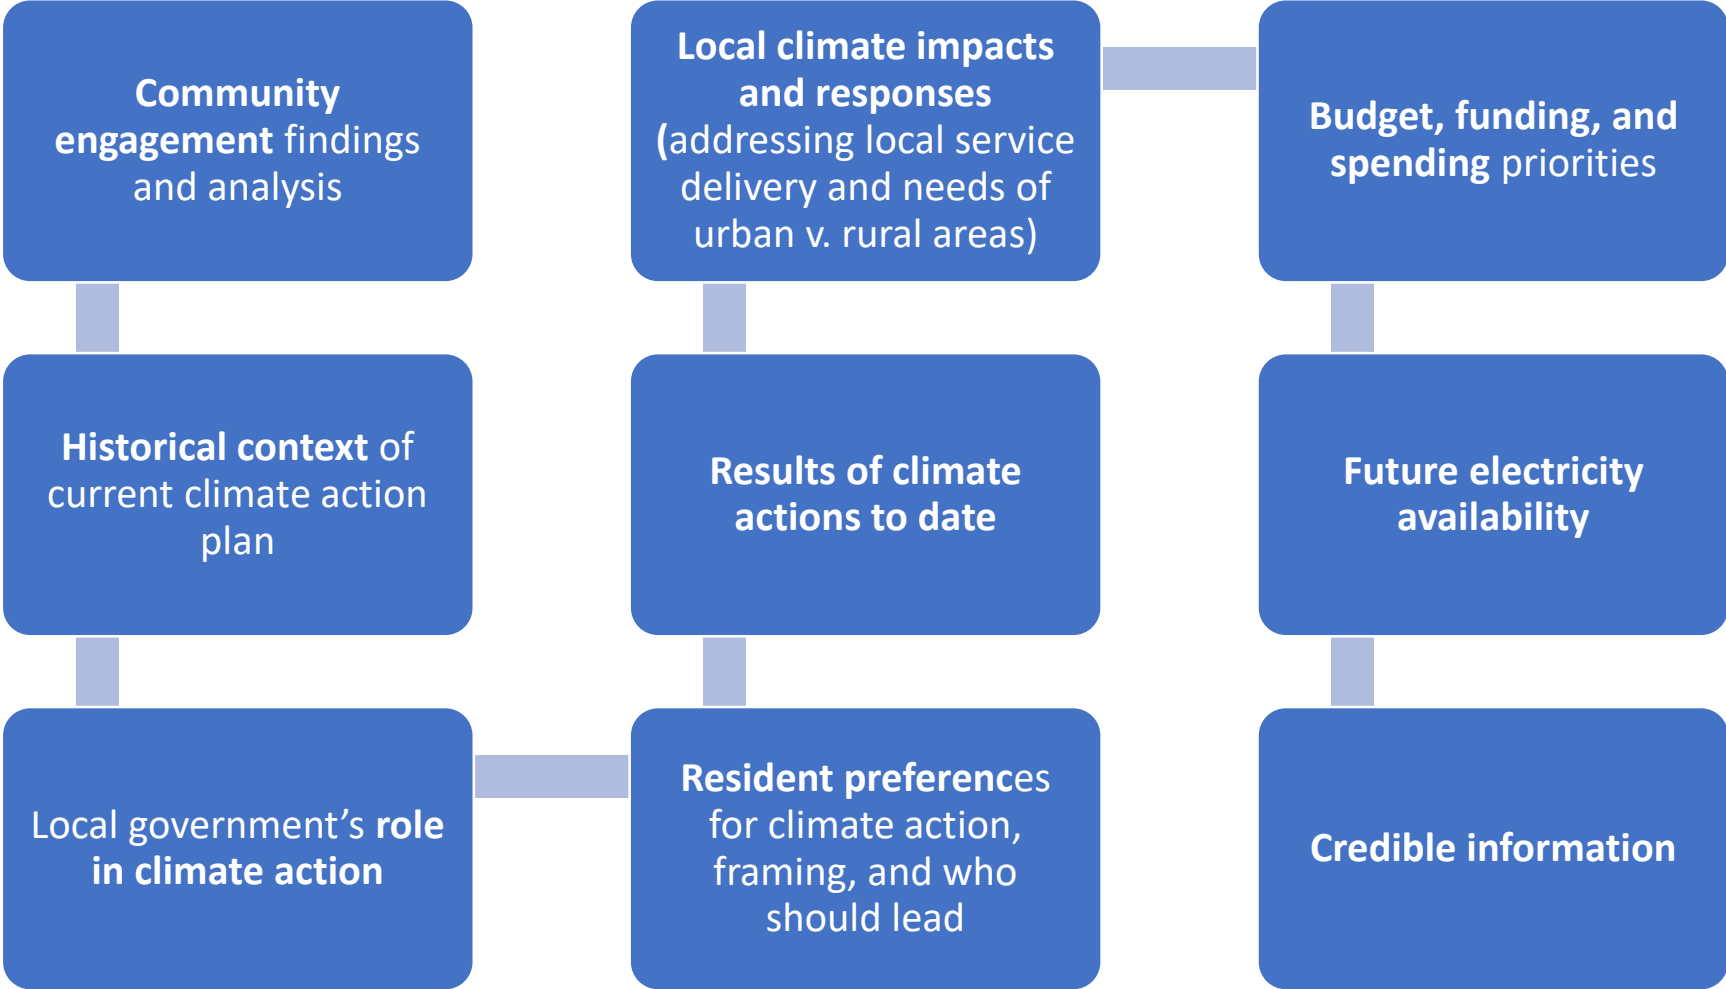 Community
engagement findings
and analysis
Historical context of
current climate action
plan
Local government’s role
in climate action
Resident preferences
for climate action,
framing, and who
should lead
Results of climate
actions to date
Local climate impacts
and responses
(addressing local service
delivery and needs of
urban v. rural areas)
Budget, funding, and
spending priorities
Future electricity
availability
Credible information